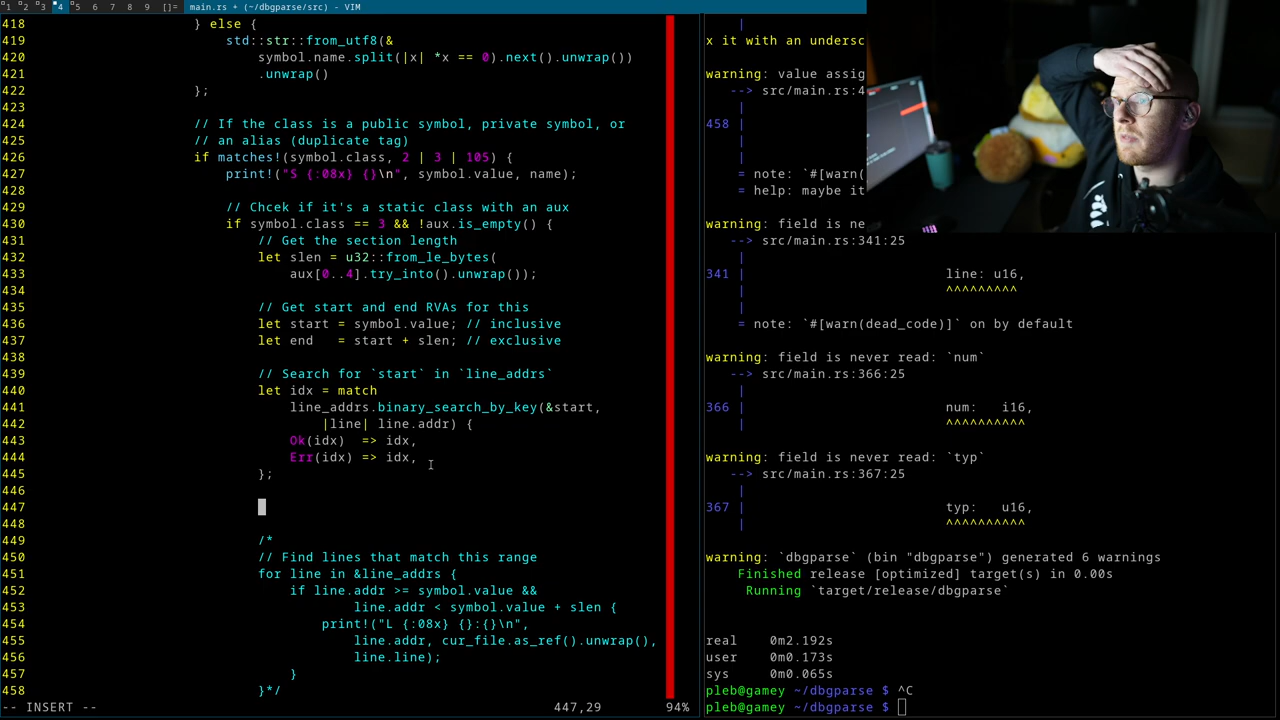 1 2 3 4 5 6 7 8 9 []= main.rs + (~/dbgparse/src) - VIM
418 } else {
419 std::str::from_utf8(&
420 symbol.name.split(|x| *x == 0).next().unwrap())
421 .unwrap()
422 };
423
424 // If the class is a public symbol, private symbol, or
425 // an alias (duplicate tag)
426 if matches!(symbol.class, 2 | 3 | 105) {
427 print!("S {:08x} {}\n", symbol.value, name);
428
429 // Chcek if it's a static class with an aux
430 if symbol.class == 3 && !aux.is_empty() {
431 // Get the section length
432 let slen = u32::from_le_bytes(
433 aux[0..4].try_into().unwrap());
434
435 // Get start and end RVAs for this
436 let start = symbol.value; // inclusive
437 let end   = start + slen; // exclusive
438
439 // Search for `start` in `line_addrs`
440 let idx = match
441 line_addrs.binary_search_by_key(&start,
442 |line| line.addr) {
443 Ok(idx)  => idx,
444 Err(idx) => idx,
445 };
446
447
448
449 /*
450 // Find lines that match this range
451 for line in &line_addrs {
452 if line.addr >= symbol.value &&
453 line.addr < symbol.value + slen {
454 print!("L {:08x} {}:{}\n",
455 line.addr, cur_file.as_ref().unwrap(),
456 line.line);
457 }
458 }*/
-- INSERT -- 447,29 94%
|
x it with an undersc
warning: value assig
--> src/main.rs:4
|
458 |
|
|
= note: `#[warn(
= help: maybe it
warning: field is ne
--> src/main.rs:341:25
|
341 | line: u16,
| ^^^^^^^^^
|
= note: `#[warn(dead_code)]` on by default
warning: field is never read: `num`
--> src/main.rs:366:25
|
366 | num:   i16,
| ^^^^^^^^^^
warning: field is never read: `typ`
--> src/main.rs:367:25
|
367 | typ:   u16,
| ^^^^^^^^^^
warning: `dbgparse` (bin "dbgparse") generated 6 warnings
Finished release [optimized] target(s) in 0.00s
Running `target/release/dbgparse`
real 0m2.192s
user 0m0.173s
sys 0m0.065s
pleb@gamey ~/dbgparse $ ^C
pleb@gamey ~/dbgparse $